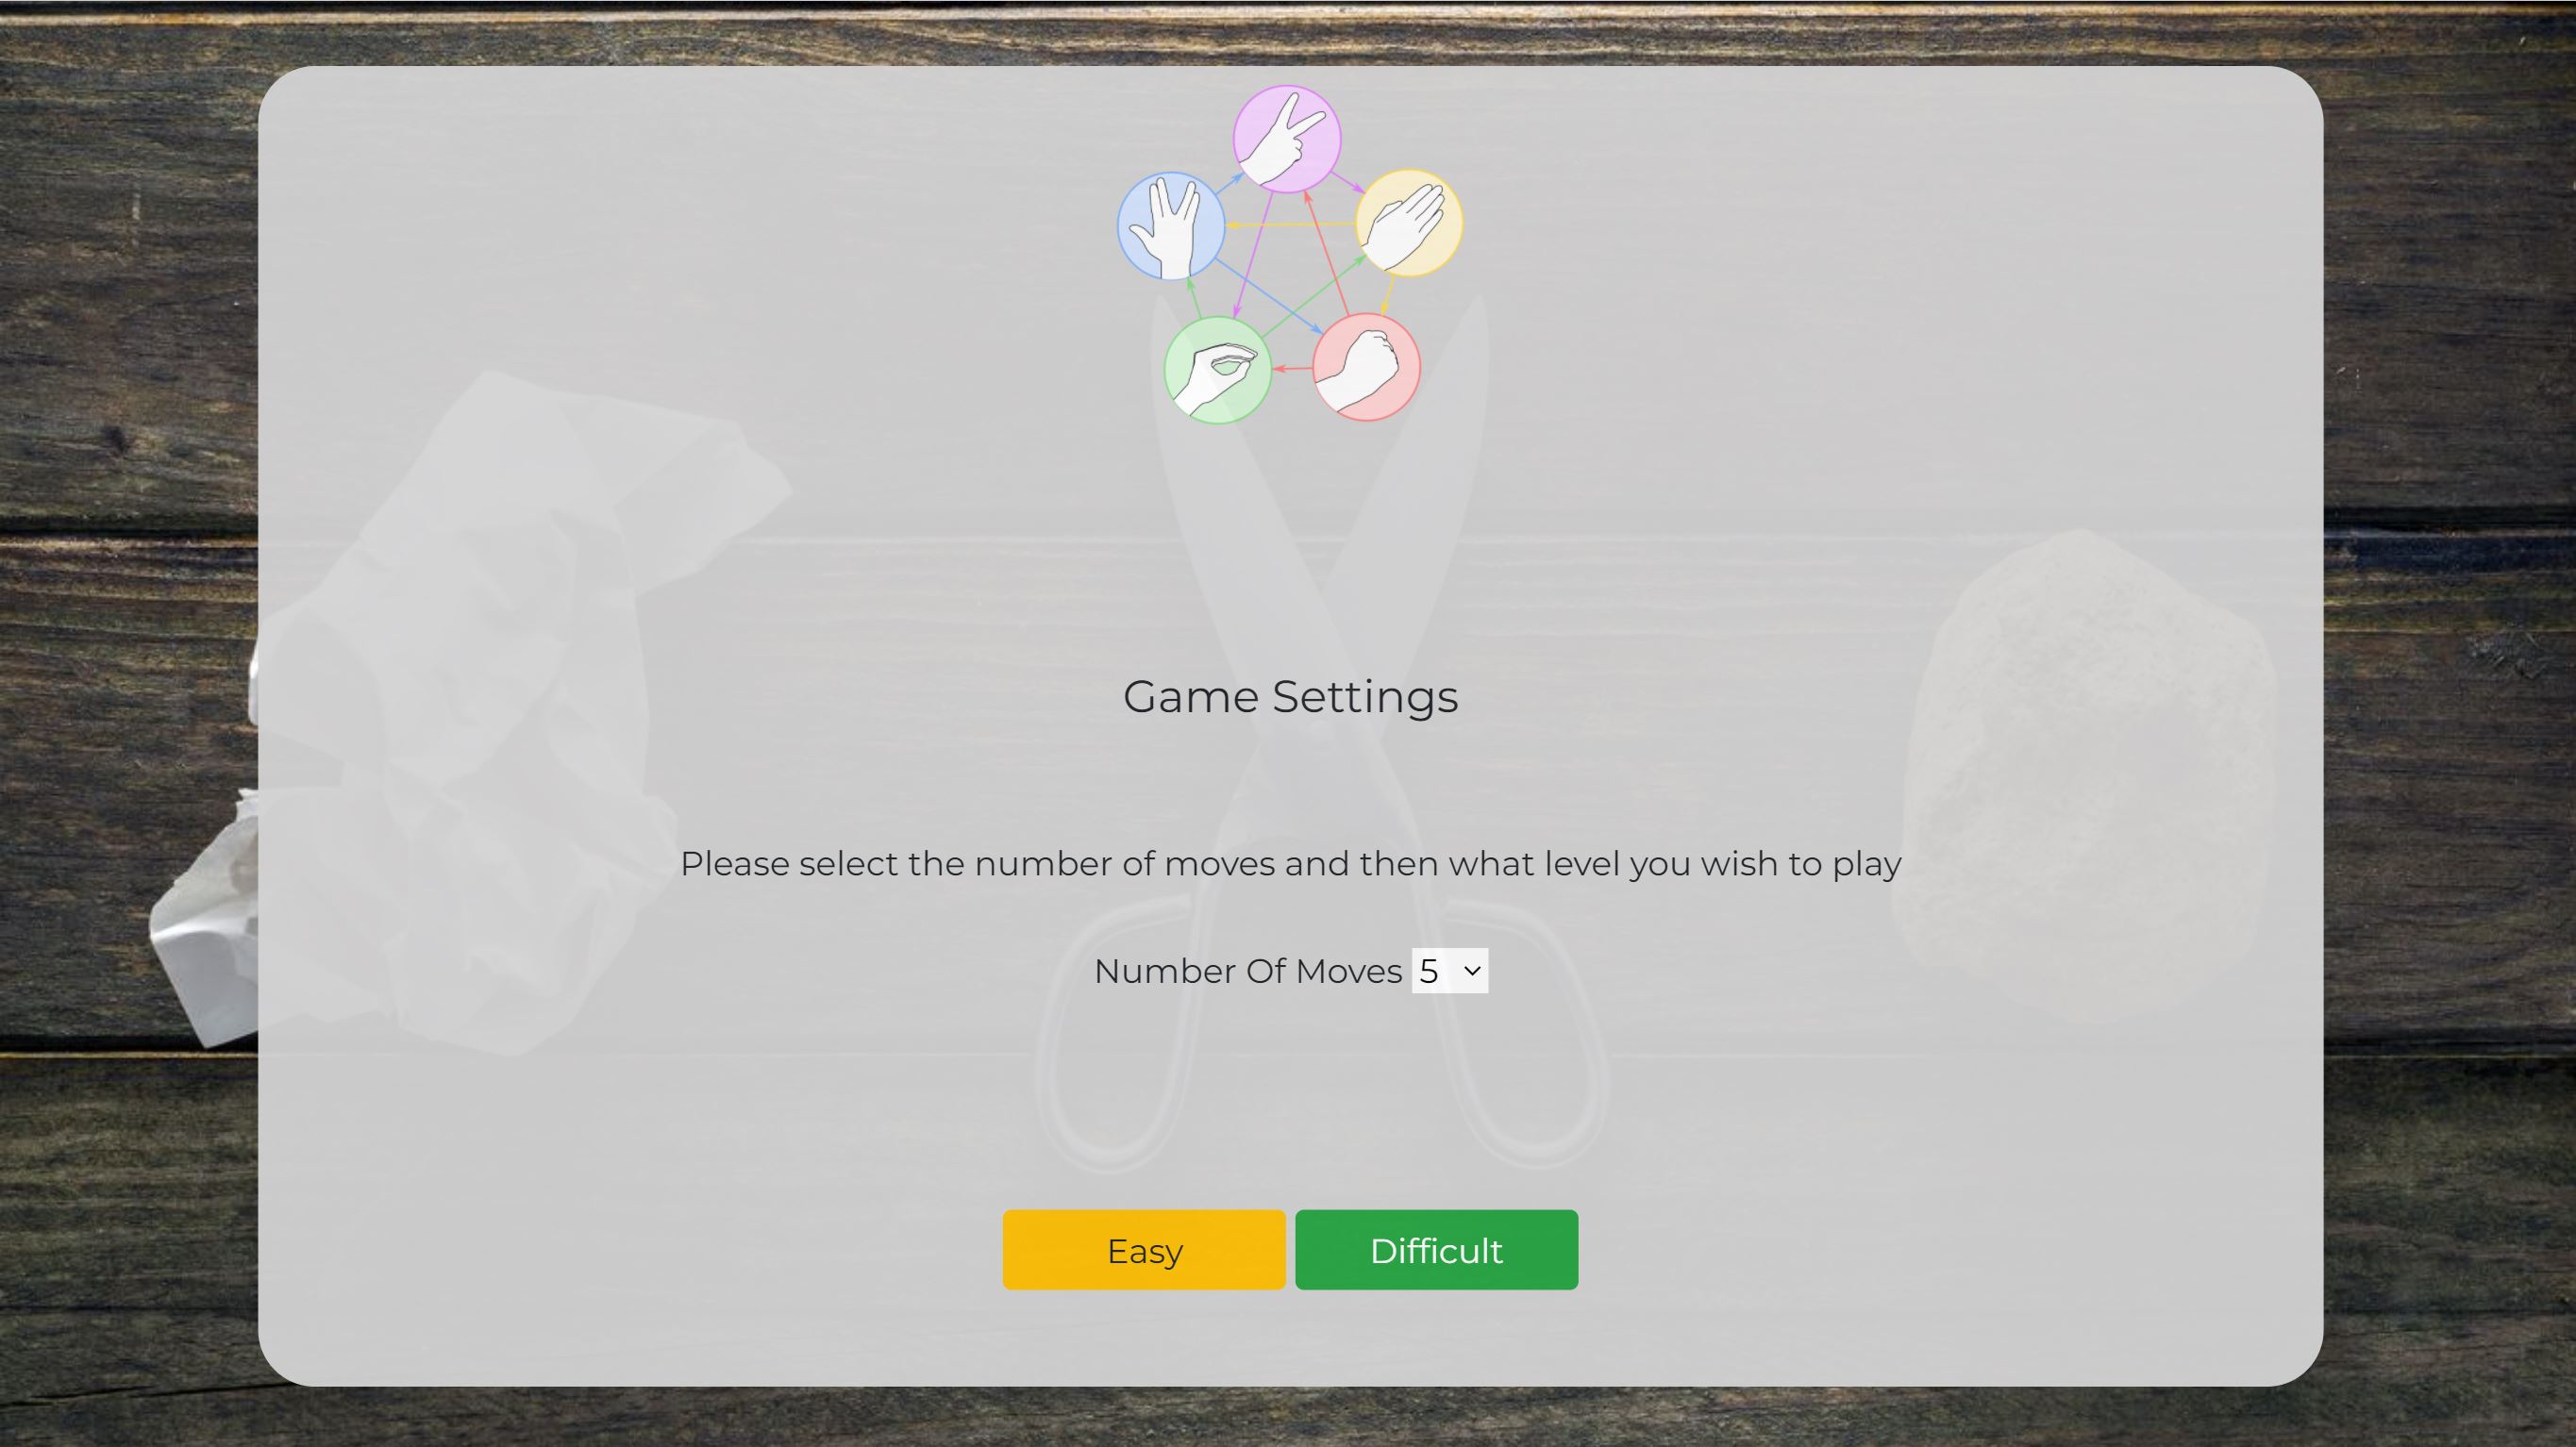 Game Settings
Please select the number of moves and then what level you wish to play
Number Of Moves 5
Easy
Difficult